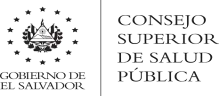 GOBIERNO DE
EL SALVADOR
CONSEJO
SUPERIOR
DE SALUD
PÚBLICA